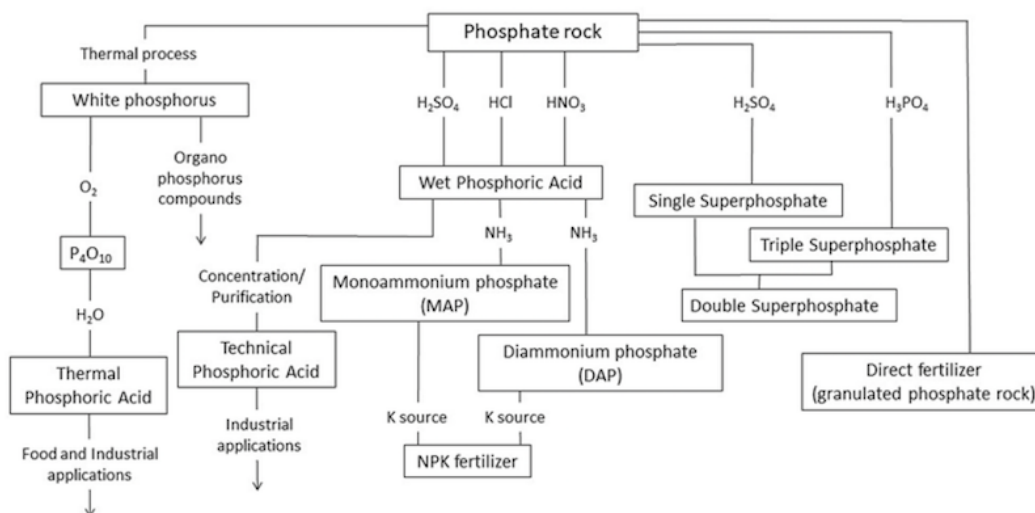 Phosphate rock
Thermal process
White phosphorus
H₂SO₄
HCl
HNO₃
H₂SO₄
H₃PO₄
O₂
Organo
phosphorus
compounds
Wet Phosphoric Acid
Single Superphosphate
NH₃
NH₃
Triple Superphosphate
P₄O₁₀
Concentration/
Purification
Monoammonium phosphate
(MAP)
Double Superphosphate
H₂O
Technical
Phosphoric Acid
Diammonium phosphate
(DAP)
Thermal
Phosphoric Acid
Direct fertilizer
(granulated phosphate rock)
Industrial
applications
K source
K source
Food and Industrial
applications
NPK fertilizer